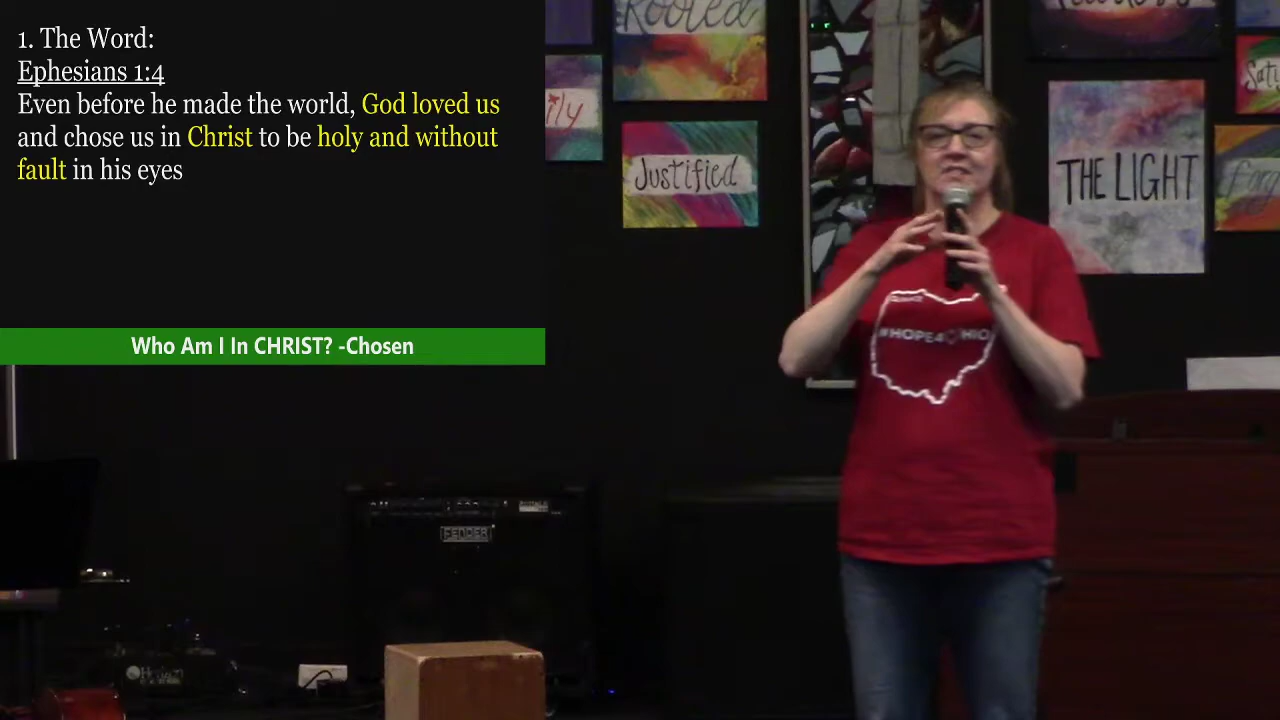 1. The Word:
Ephesians 1:4
Even before he made the world, God loved us
and chose us in Christ to be holy and without
fault in his eyes
Who Am I In CHRIST? -Chosen
Rooted
Justified
THE LIGHT
#HOPE4OHIO
FENDER